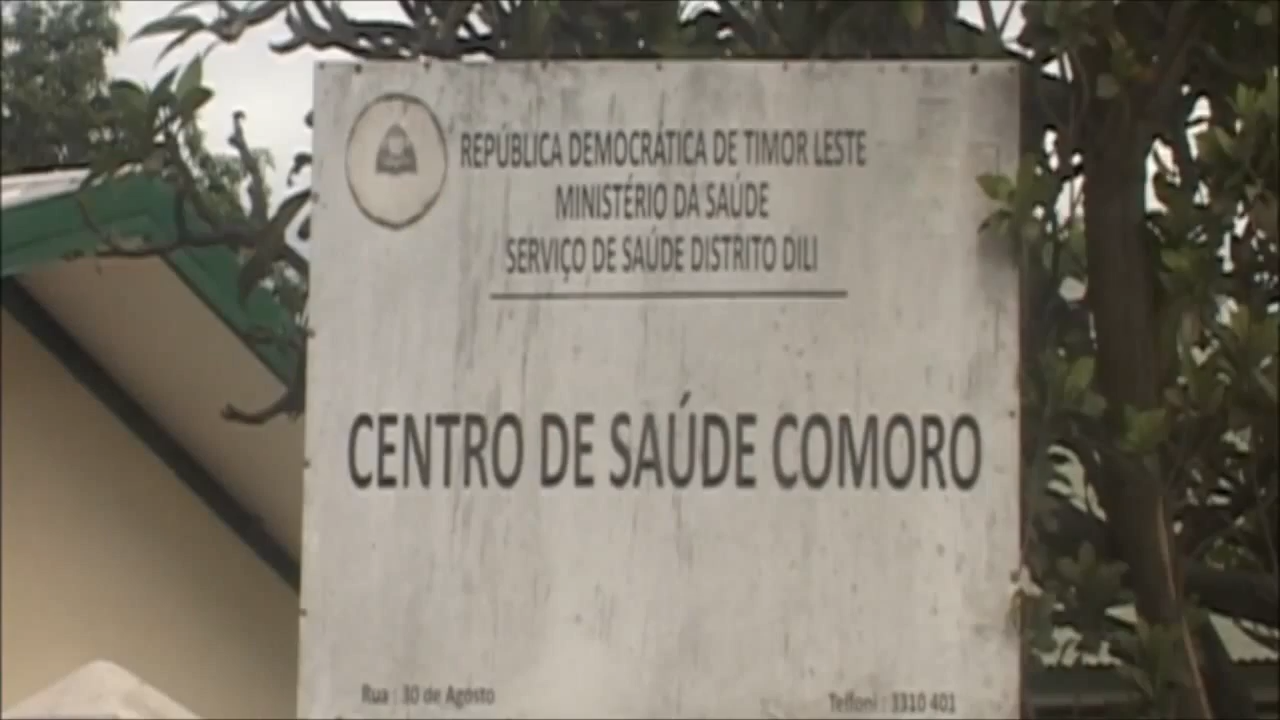 REPÚBLICA DEMOCRÁTICA DE TIMOR LESTE
MINISTÉRIO DA SAÚDE
SERVIÇO DE SAÚDE DISTRITO DILI
CENTRO DE SAÚDE COMORO
Rua : 30 de Agosto
Telfoni : 3310 401